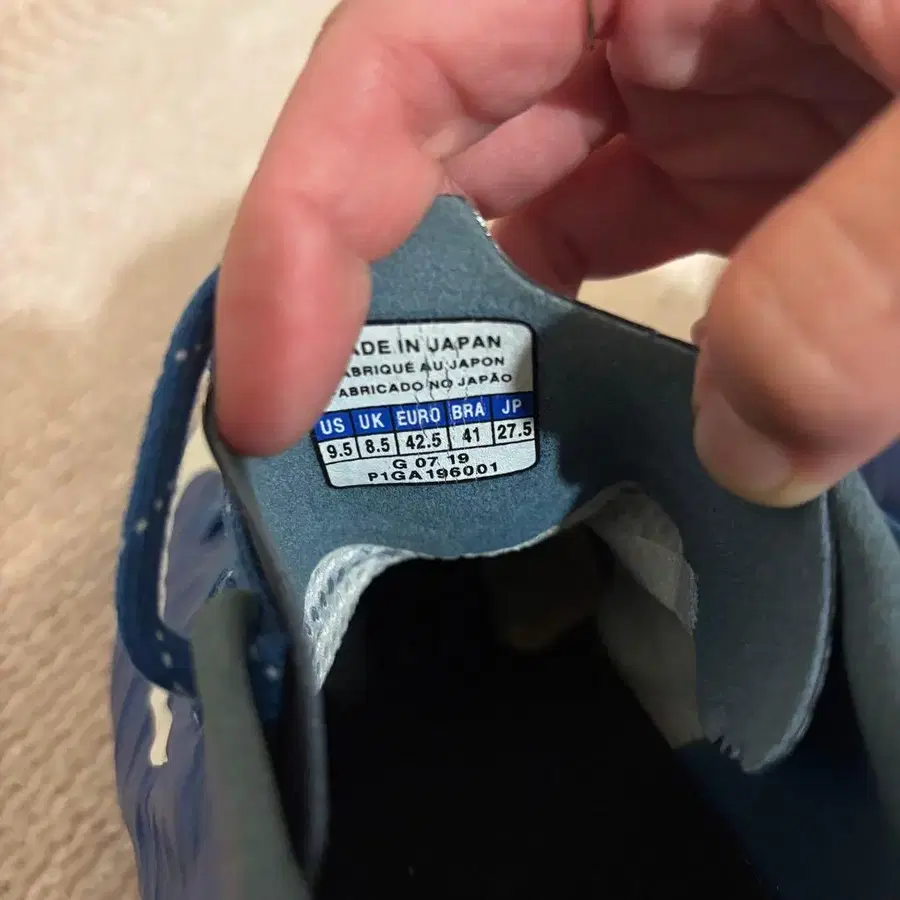 ADE IN JAPAN
ABRIQUÉ AU JAPON
ABRICADO NO JAPÃO
US UK EURO BRA JP
9.5 8.5 42.5 41 27.5
G 07 19
P1GA196001